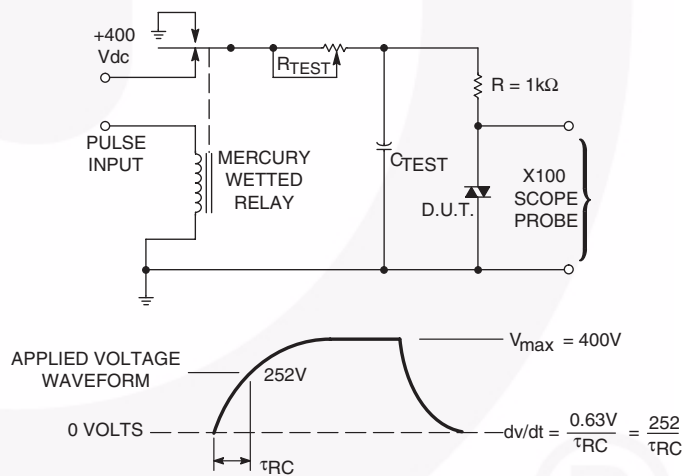 +400
Vdc
RTEST
R = 1kΩ
PULSE
INPUT
MERCURY
WETTED
RELAY
CTEST
D.U.T.
X100
SCOPE
PROBE
APPLIED VOLTAGE
WAVEFORM
Vmax = 400V
252V
0 VOLTS
dv/dt = 0.63V/τRC = 252/τRC
τRC